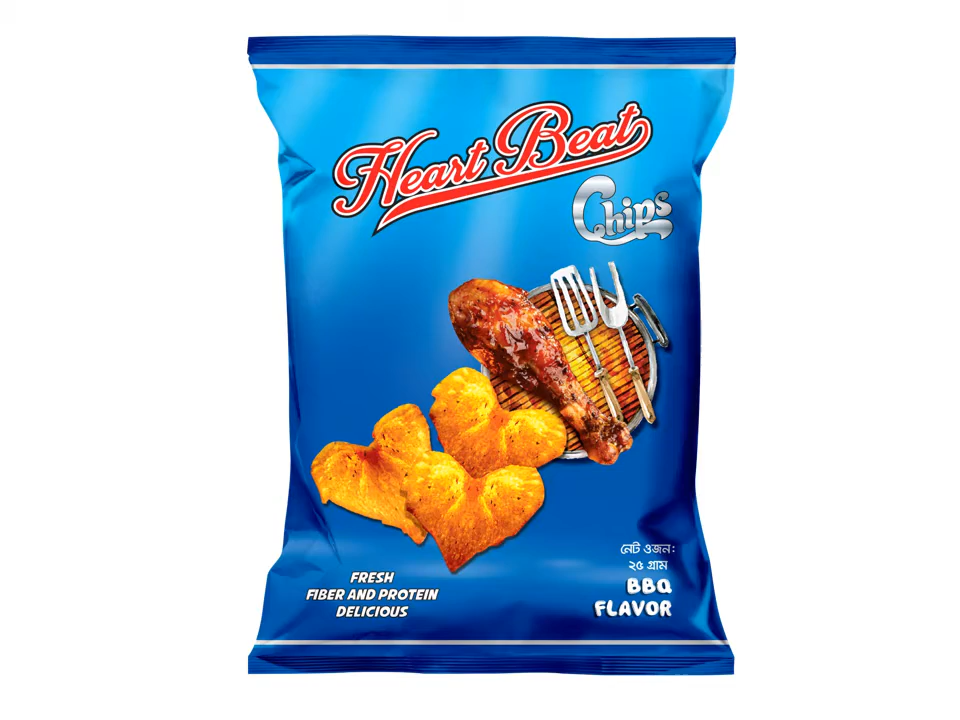 Heart Beat
Chips
FRESH
FIBER AND PROTEIN
DELICIOUS
নেট ওজন:
২৫ গ্রাম
BBQ
FLAVOR